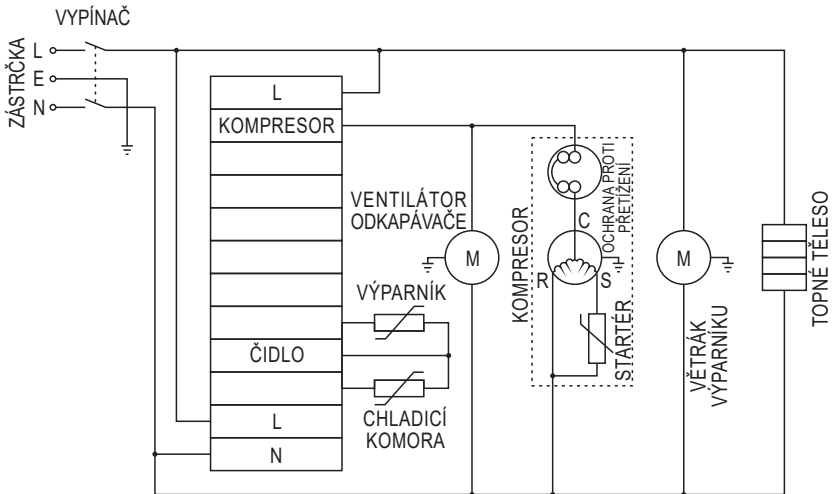 VYPÍNAČ
ZÁSTRČKA
L
E
N
L
KOMPRESOR
VENTILÁTOR
ODKAPÁVAČE
M
VÝPARNÍK
ČIDLO
CHLADICÍ
KOMORA
L
N
KOMPRESOR
OCHRANA PROTI
PŘETÍŽENÍ
C
R
S
STARTÉR
M
VĚTRÁK
VÝPARNÍKU
TOPNÉ TĚLESO